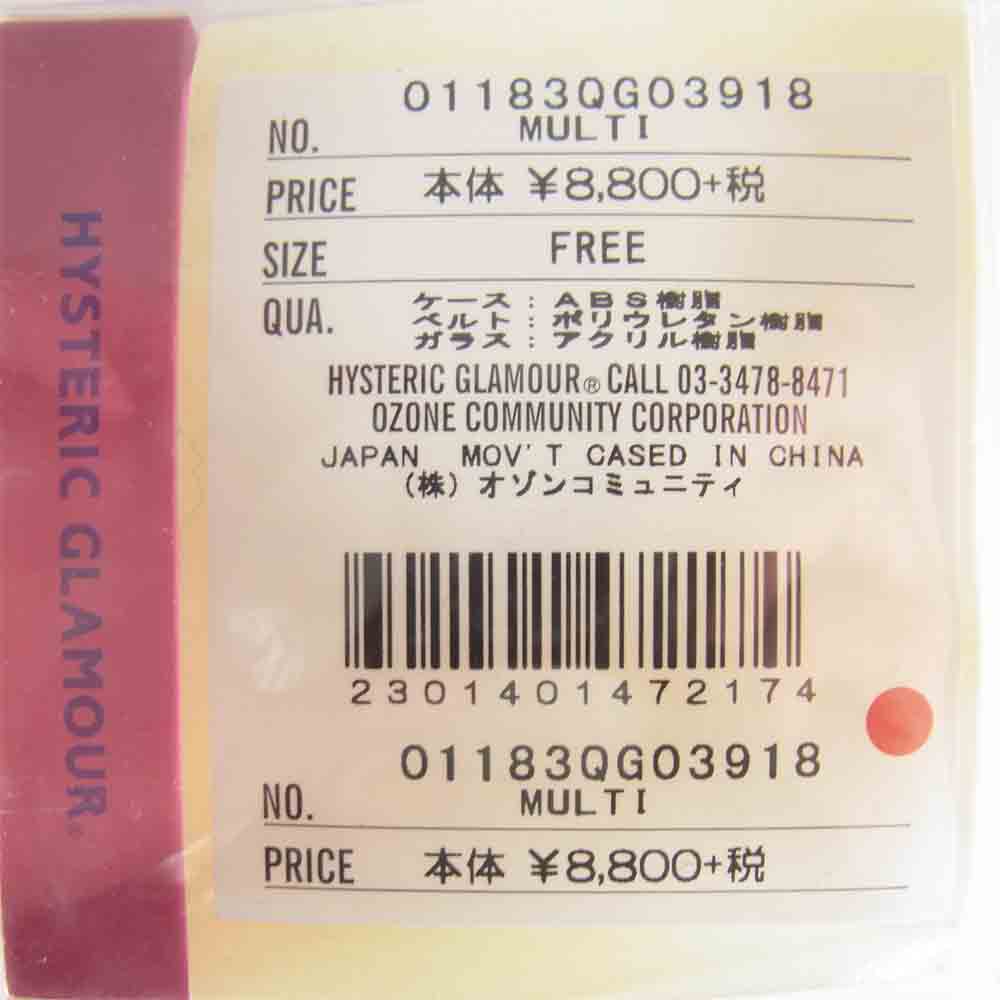 HYSTERIC GLAMOUR®
01183QG03918
NO. MULTI
PRICE 本体 ¥8,800+税
SIZE FREE
QUA. ケース：ABS樹脂
ベルト：ポリウレタン樹脂
ガラス：アクリル樹脂
HYSTERIC GLAMOUR® CALL 03-3478-8471
OZONE COMMUNITY CORPORATION
JAPAN MOV'T CASED IN CHINA
(株) オゾンコミュニティ
2301401472174
01183QG03918
NO. MULTI
PRICE 本体 ¥8,800+税